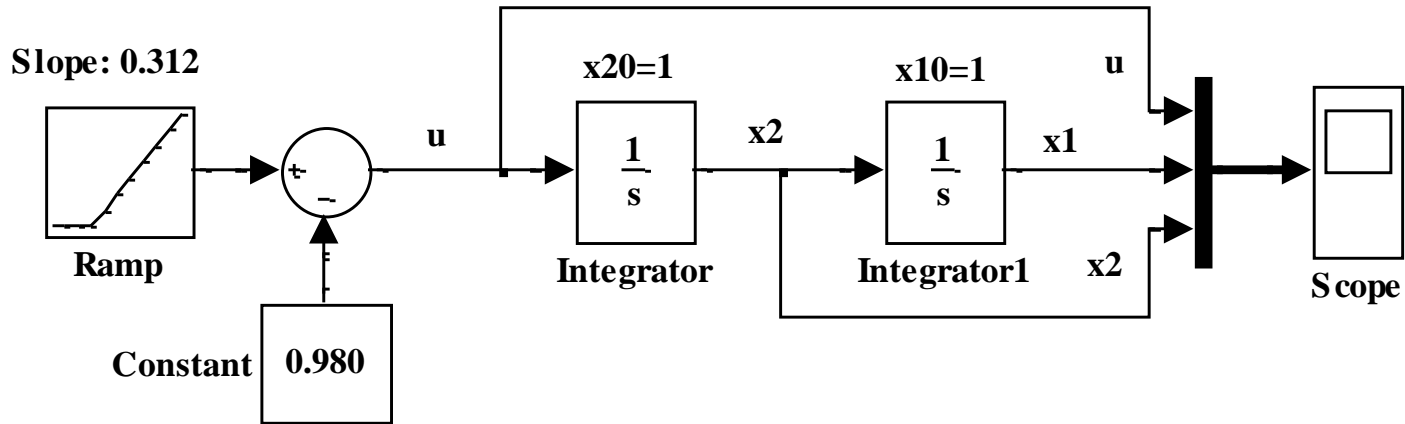 Slope: 0.312
x20=1
x10=1
u
u
x2
x1
+
−
1
s
1
s
Ramp
Integrator
Integrator1
x2
Scope
Constant
0.980